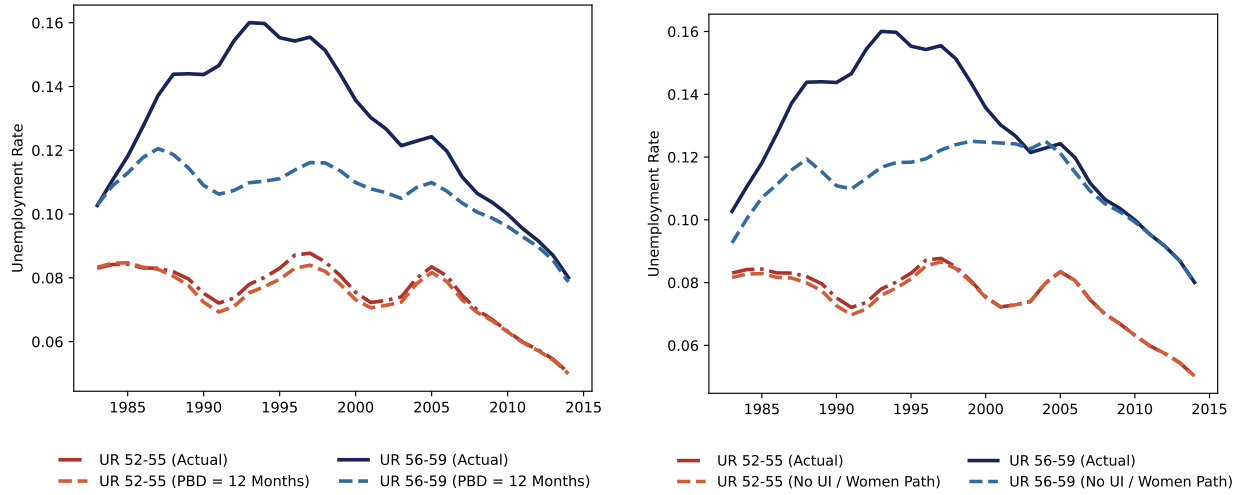 Unemployment Rate
0.16
0.14
0.12
0.10
0.08
0.06
1985 1990 1995 2000 2005 2010 2015
UR 52-55 (Actual) UR 56-59 (Actual)
UR 52-55 (PBD = 12 Months) UR 56-59 (PBD = 12 Months)
Unemployment Rate
0.16
0.14
0.12
0.10
0.08
0.06
1985 1990 1995 2000 2005 2010 2015
UR 52-55 (Actual) UR 56-59 (Actual)
UR 52-55 (No UI / Women Path) UR 56-59 (No UI / Women Path)